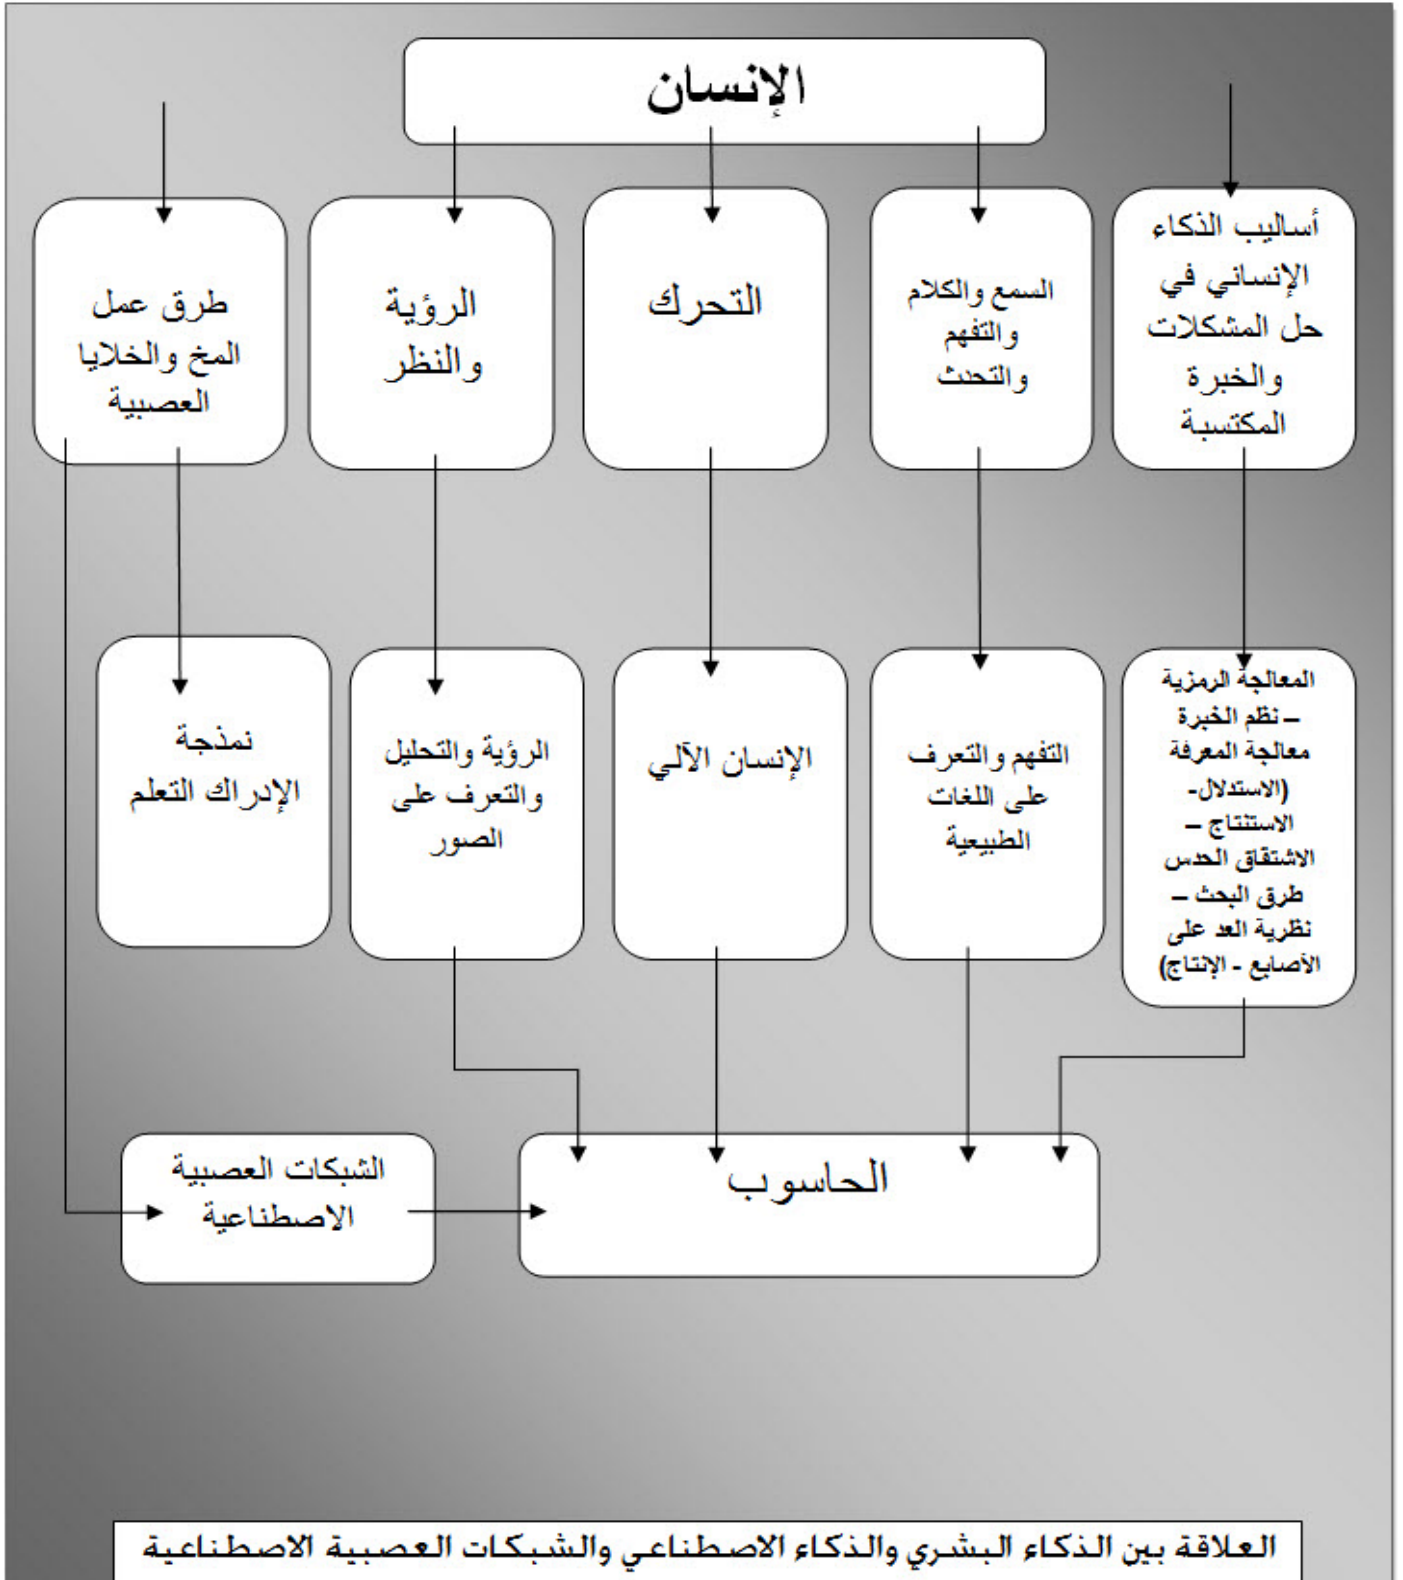 الإنسان
أساليب الذكاء
الإنساني في
حل المشكلات
والخبرة
المكتسبة
السمع والكلام
والتفهم
والتحدث
التحرك
الرؤية
والنظر
طرق عمل
المخ والخلايا
العصبية
المعالجة الرمزية
– نظم الخبرة
معالجة المعرفة
(الاستدلال-
الاستنتاج –
الاشتقاق الحدس
طرق البحث –
نظرية العد على
الأصابع - الإنتاج)
التفهم والتعرف
على اللغات
الطبيعية
الإنسان الآلي
الرؤية والتحليل
والتعرف على
الصور
نمذجة
الإدراك التعلم
الحاسوب
الشبكات العصبية
الاصطناعية
العلاقة بين الذكاء البشري والذكاء الاصطناعي والشبكات العصبية الاصطناعية